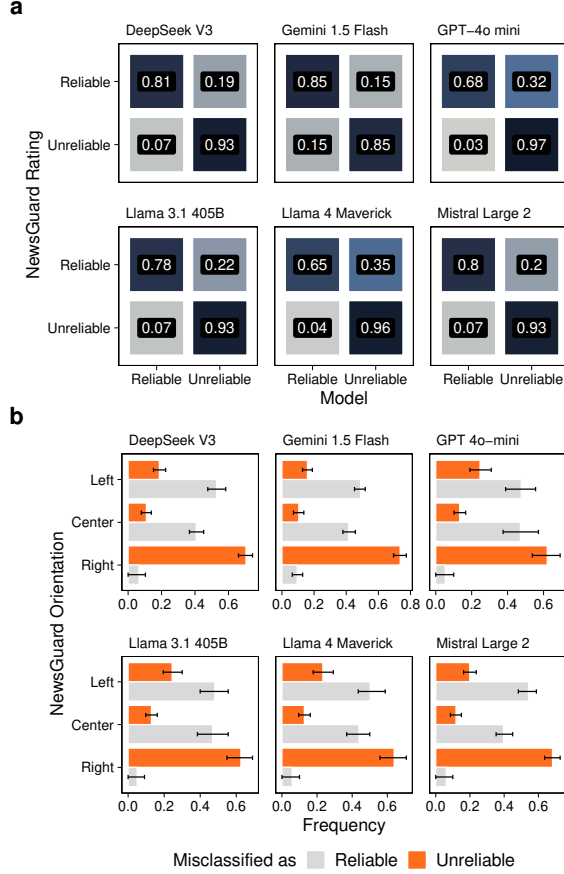 a
DeepSeek V3 Gemini 1.5 Flash GPT−4o mini
Reliable 0.81 0.19 0.85 0.15 0.68 0.32
Unreliable 0.07 0.93 0.15 0.85 0.03 0.97
NewsGuard Rating
Llama 3.1 405B Llama 4 Maverick Mistral Large 2
Reliable 0.78 0.22 0.65 0.35 0.8 0.2
Unreliable 0.07 0.93 0.04 0.96 0.07 0.93
Reliable Unreliable Reliable Unreliable Reliable Unreliable
Model
b
DeepSeek V3 Gemini 1.5 Flash GPT 4o−mini
Left
Center
Right
0.0 0.2 0.4 0.6 0.0 0.2 0.4 0.6 0.8 0.0 0.2 0.4 0.6
NewsGuard Orientation
Llama 3.1 405B Llama 4 Maverick Mistral Large 2
Left
Center
Right
0.0 0.2 0.4 0.6 0.0 0.2 0.4 0.6 0.0 0.2 0.4 0.6
Frequency
Misclassified as Reliable Unreliable